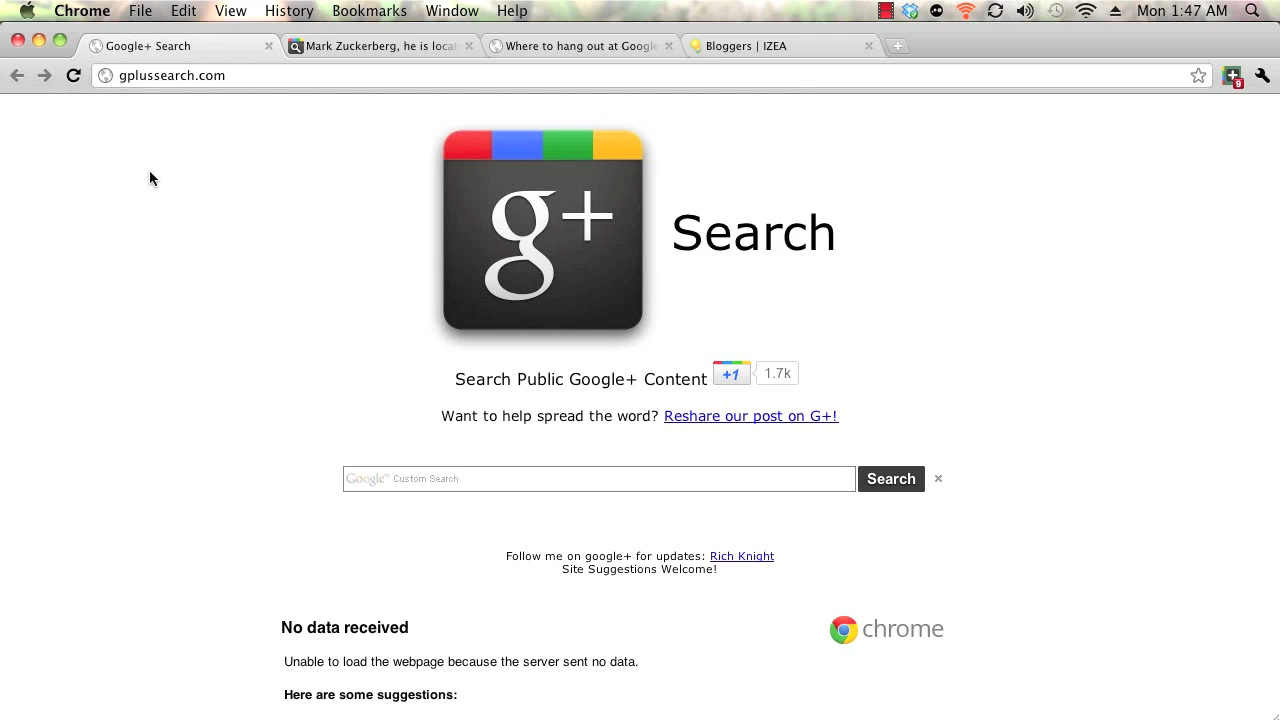 Chrome File Edit View History Bookmarks Window Help Mon 1:47 AM
Google+ Search Mark Zuckerberg, he is locat Where to hang out at Google Bloggers | IZEA
gplussearch.com 9
g+ Search
Search Public Google+ Content +1 1.7k
Want to help spread the word? Reshare our post on G+!
Google™ Custom Search Search ×
Follow me on google+ for updates: Rich Knight
Site Suggestions Welcome!
No data received chrome
Unable to load the webpage because the server sent no data.
Here are some suggestions: